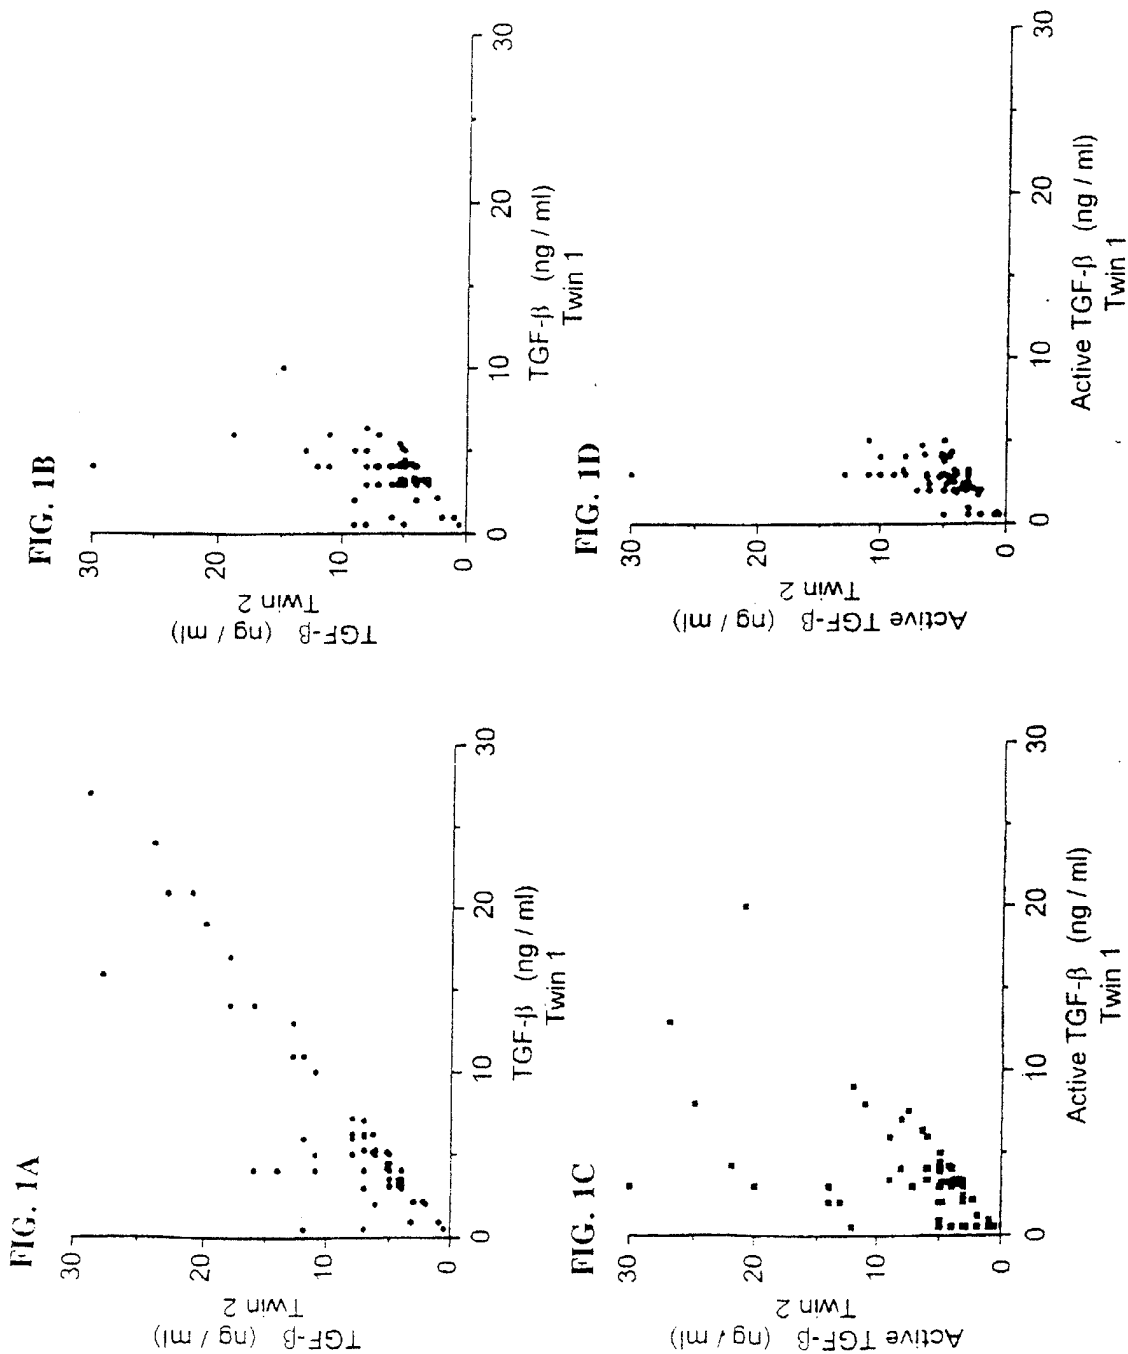 FIG. 1A
30
20
10
0
TGF-β (ng / ml)
Twin 2
0
10
20
30
TGF-β (ng / ml)
Twin 1
FIG. 1B
30
20
10
0
TGF-β (ng / ml)
Twin 2
0
10
20
30
TGF-β (ng / ml)
Twin 1
FIG. 1C
30
20
10
0
Active TGF-β (ng / ml)
Twin 2
0
10
20
30
Active TGF-β (ng / ml)
Twin 1
FIG. 1D
30
20
10
0
Active TGF-β (ng / ml)
Twin 2
0
10
20
30
Active TGF-β (ng / ml)
Twin 1